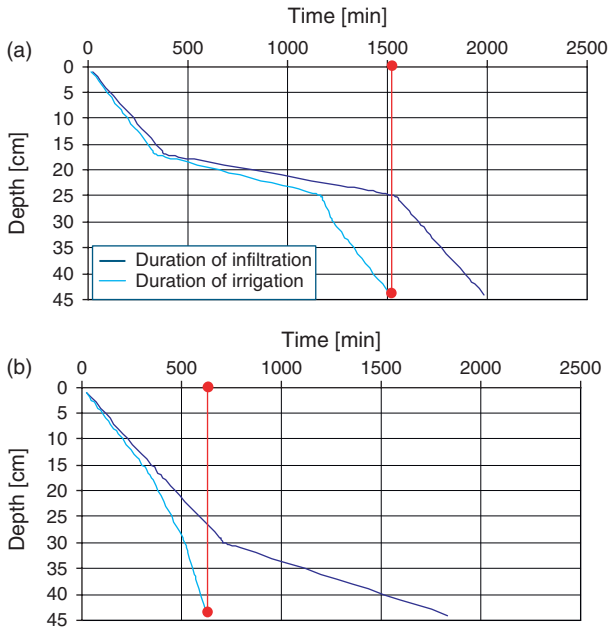 Time [min]
(a)
0 500 1000 1500 2000 2500
Depth [cm]
0
5
10
15
20
25
30
35
40
45
Duration of infiltration
Duration of irrigation
Time [min]
(b)
0 500 1000 1500 2000 2500
Depth [cm]
0
5
10
15
20
25
30
35
40
45